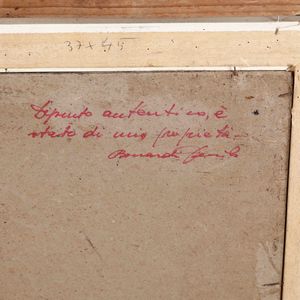 37 x 45
Dipinto autentico, è
stato di mia proprietà